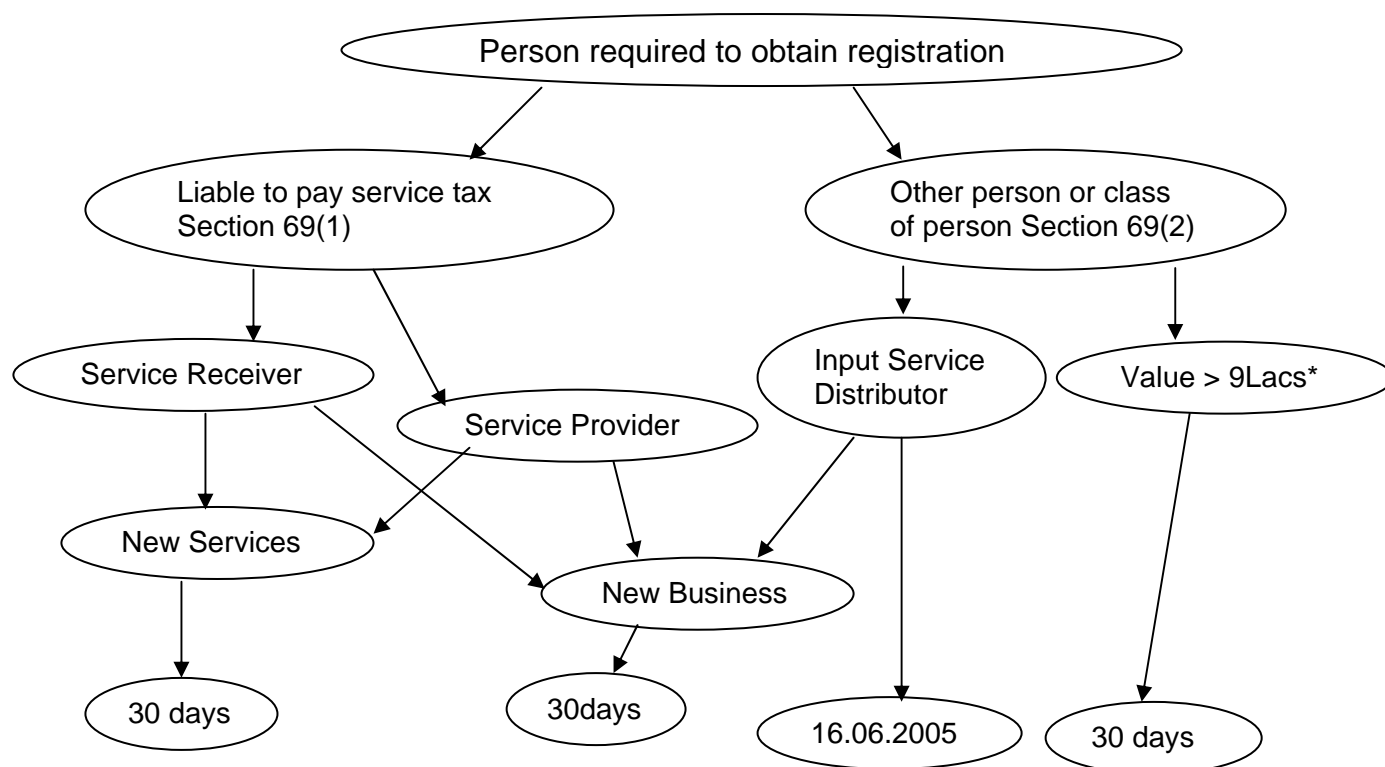 Person required to obtain registration
Liable to pay service tax
Section 69(1)
Other person or class
of person Section 69(2)
Service Receiver
Service Provider
Input Service
Distributor
Value > 9Lacs*
New Services
New Business
30 days
30days
16.06.2005
30 days